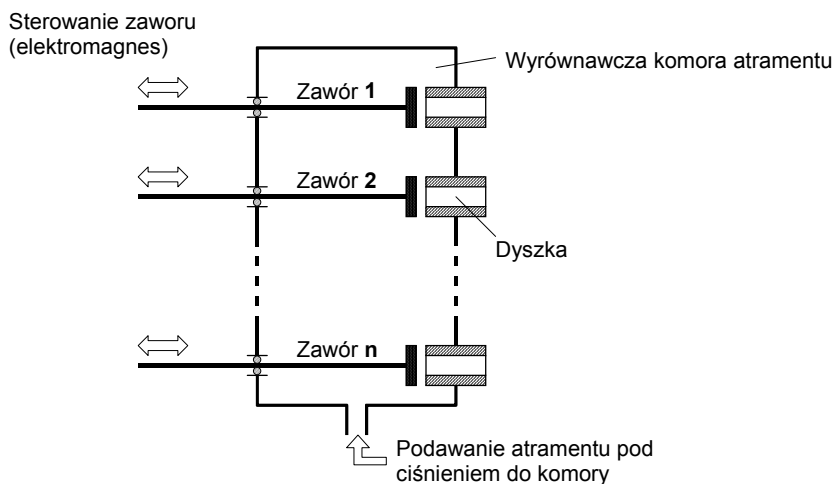 Sterowanie zaworu
(elektromagnes)
Wyrównawcza komora atramentu
Zawór 1
Zawór 2
Dyszka
Zawór n
Podawanie atramentu pod
ciśnieniem do komory